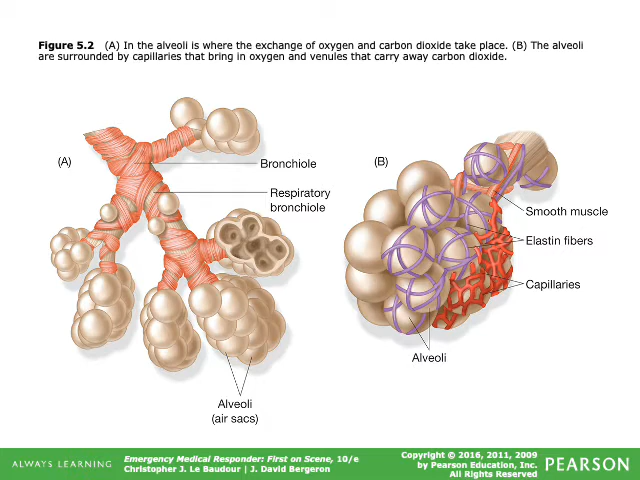 Figure 5.2 (A) In the alveoli is where the exchange of oxygen and carbon dioxide take place. (B) The alveoli
are surrounded by capillaries that bring in oxygen and venules that carry away carbon dioxide.
(A)
Bronchiole
Respiratory
bronchiole
Alveoli
(air sacs)
(B)
Smooth muscle
Elastin fibers
Capillaries
Alveoli
ALWAYS LEARNING
Emergency Medical Responder: First on Scene, 10/e
Christopher J. Le Baudour | J. David Bergeron
Copyright © 2016, 2011, 2009
by Pearson Education, Inc.
All Rights Reserved
PEARSON